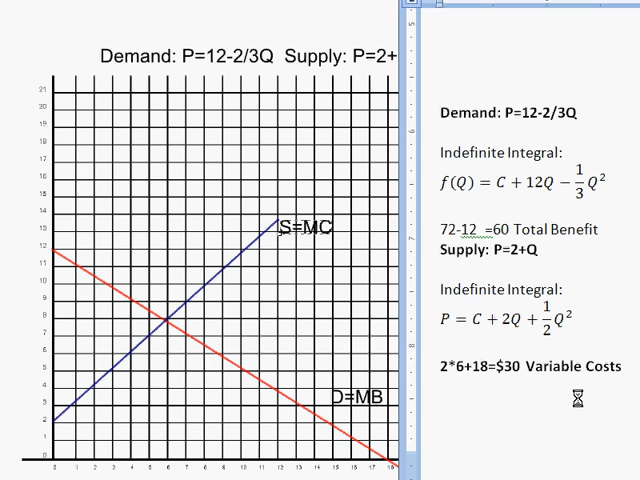 Demand: P=12-2/3Q Supply: P=2+
21
20
19
18
17
16
15
14
13
12
11
10
9
8
7
6
5
4
3
2
1
0
S=MC
D=MB
0 1 2 3 4 5 6 7 8 9 10 11 12 13 14 15 16 17 18
5
6
7
8
Demand: P=12-2/3Q
Indefinite Integral:
f(Q) = C + 12Q − 1/3 Q²
72-12 =60 Total Benefit
Supply: P=2+Q
Indefinite Integral:
P = C + 2Q + 1/2 Q²
2*6+18=$30 Variable Costs